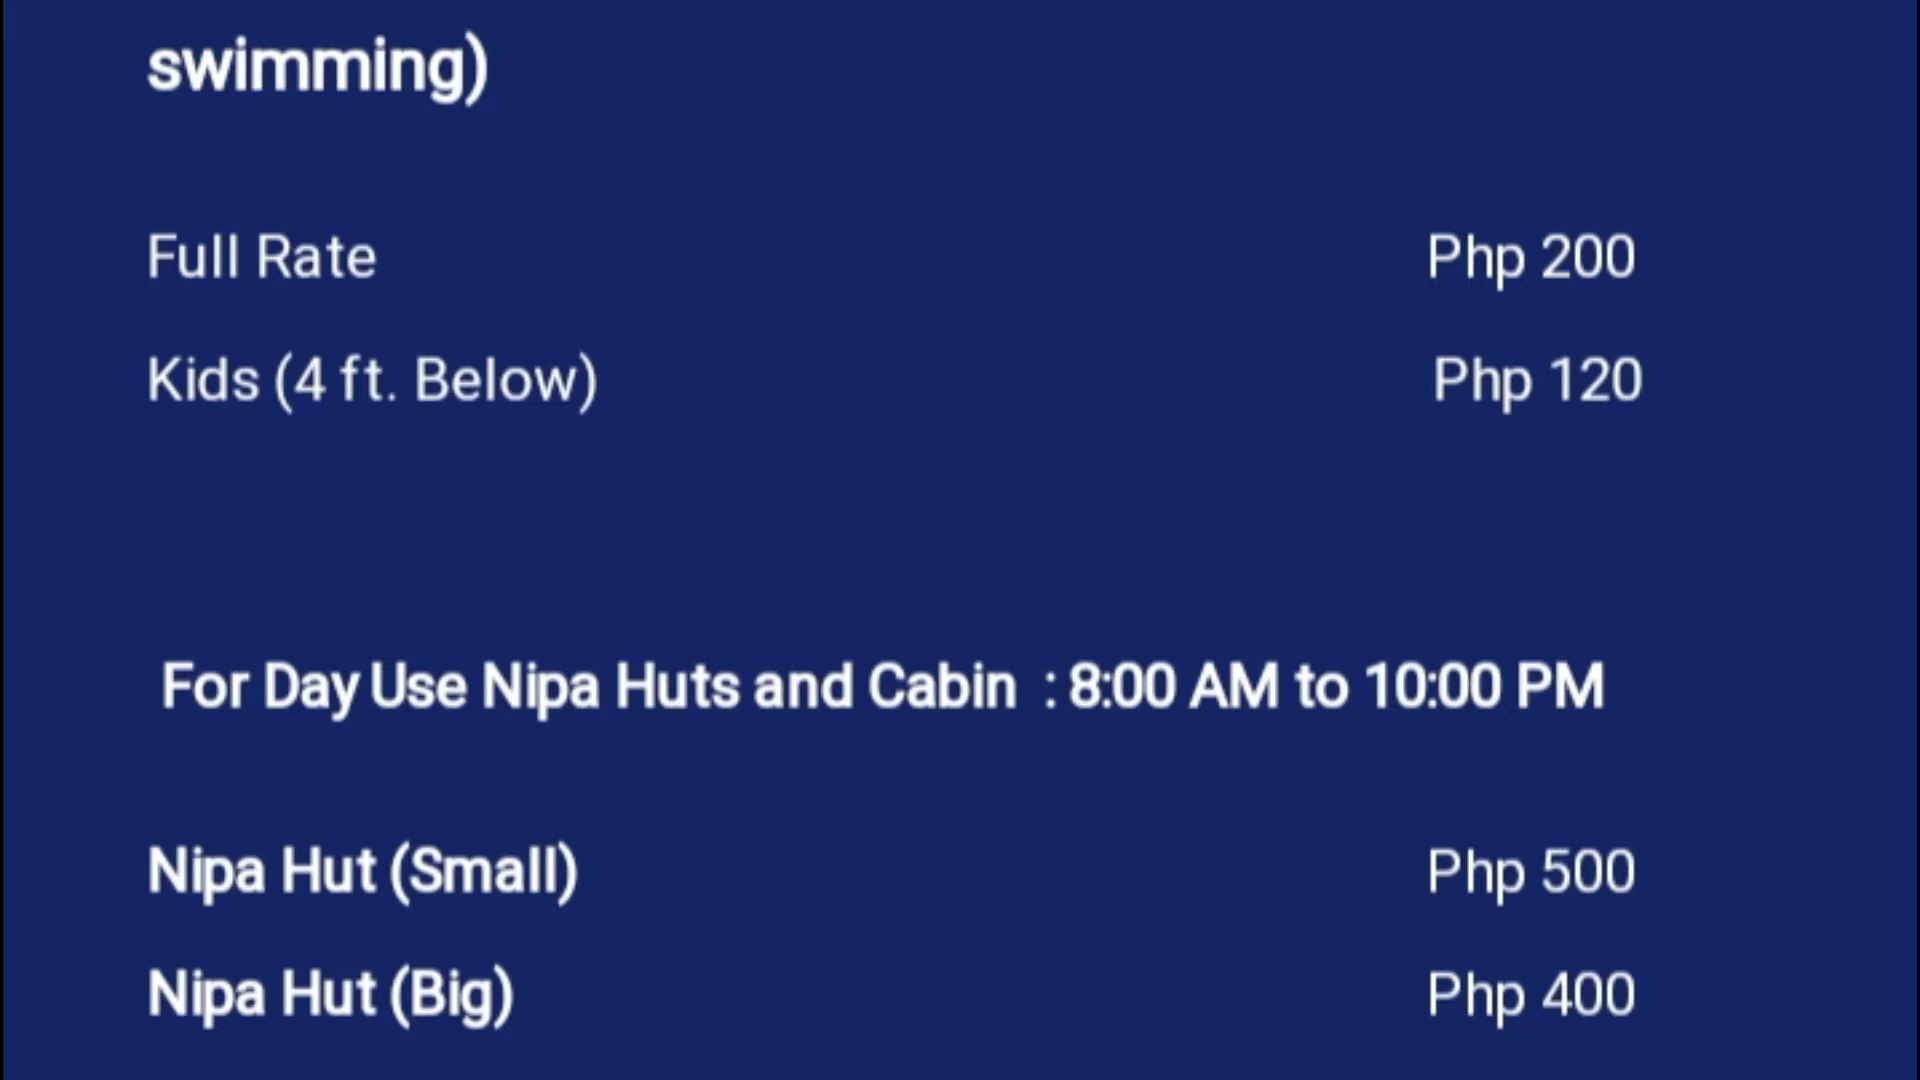 swimming)
Full Rate Php 200
Kids (4 ft. Below) Php 120
For Day Use Nipa Huts and Cabin : 8:00 AM to 10:00 PM
Nipa Hut (Small) Php 500
Nipa Hut (Big) Php 400